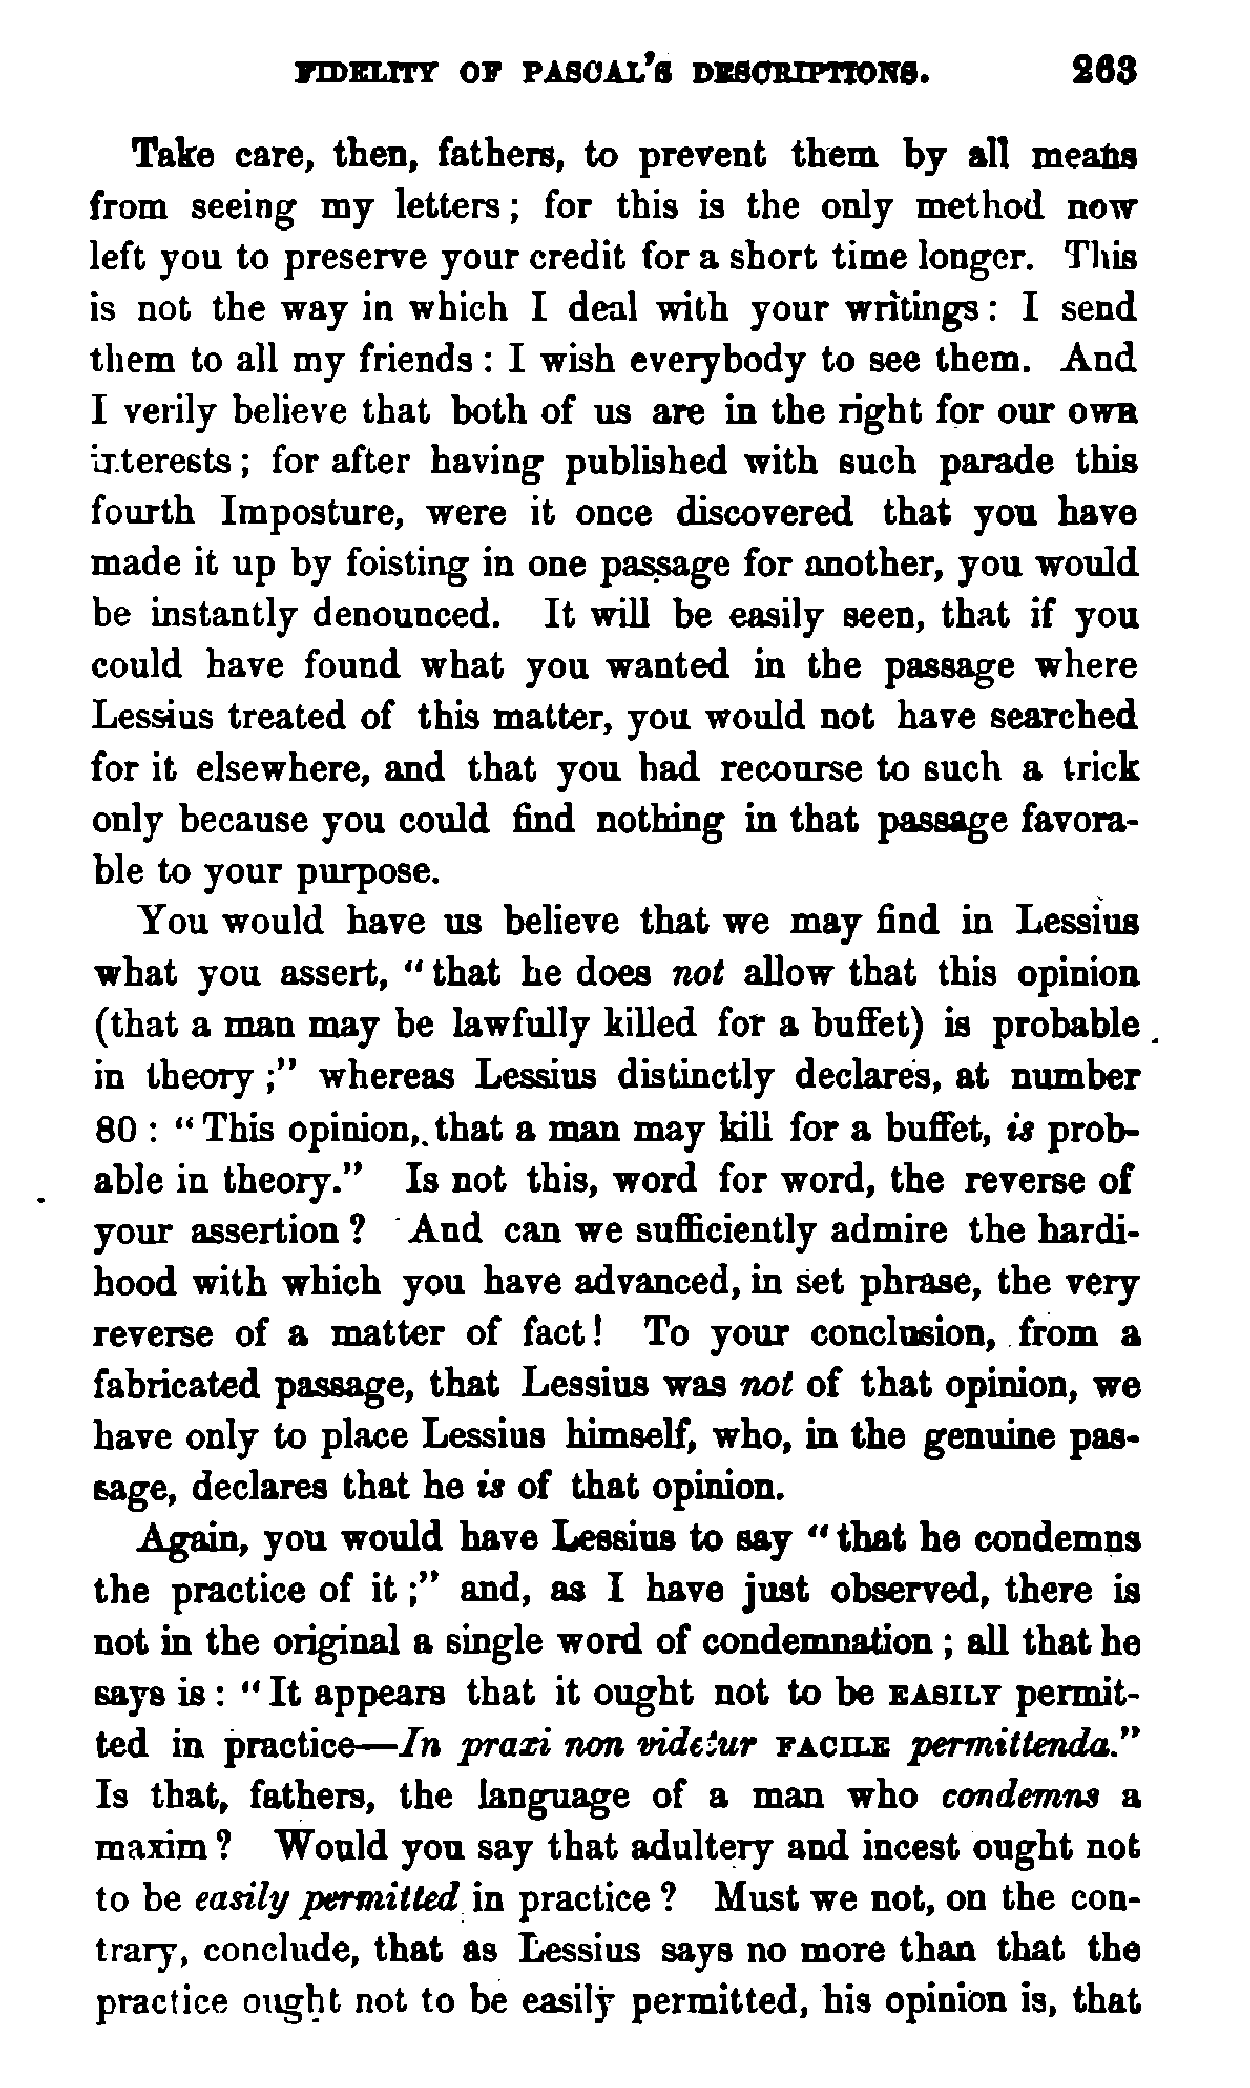 FIDELITY OF PASCAL'S DESCRIPTIONS. 263
Take care, then, fathers, to prevent them by all means
from seeing my letters; for this is the only method now
left you to preserve your credit for a short time longer. This
is not the way in which I deal with your writings: I send
them to all my friends: I wish everybody to see them. And
I verily believe that both of us are in the right for our own
interests; for after having published with such parade this
fourth Imposture, were it once discovered that you have
made it up by foisting in one passage for another, you would
be instantly denounced. It will be easily seen, that if you
could have found what you wanted in the passage where
Lessius treated of this matter, you would not have searched
for it elsewhere, and that you had recourse to such a trick
only because you could find nothing in that passage favora-
ble to your purpose.
You would have us believe that we may find in Lessius
what you assert, "that he does not allow that this opinion
(that a man may be lawfully killed for a buffet) is probable
in theory;" whereas Lessius distinctly declares, at number
80: "This opinion, that a man may kill for a buffet, is prob-
able in theory." Is not this, word for word, the reverse of
your assertion? And can we sufficiently admire the hardi-
hood with which you have advanced, in set phrase, the very
reverse of a matter of fact! To your conclusion, from a
fabricated passage, that Lessius was not of that opinion, we
have only to place Lessius himself, who, in the genuine pas-
sage, declares that he is of that opinion.
Again, you would have Lessius to say "that he condemns
the practice of it;" and, as I have just observed, there is
not in the original a single word of condemnation; all that he
says is: "It appears that it ought not to be EASILY permit-
ted in practice—In praxi non videtur FACILE permittenda."
Is that, fathers, the language of a man who condemns a
maxim? Would you say that adultery and incest ought not
to be easily permitted in practice? Must we not, on the con-
trary, conclude, that as Lessius says no more than that the
practice ought not to be easily permitted, his opinion is, that